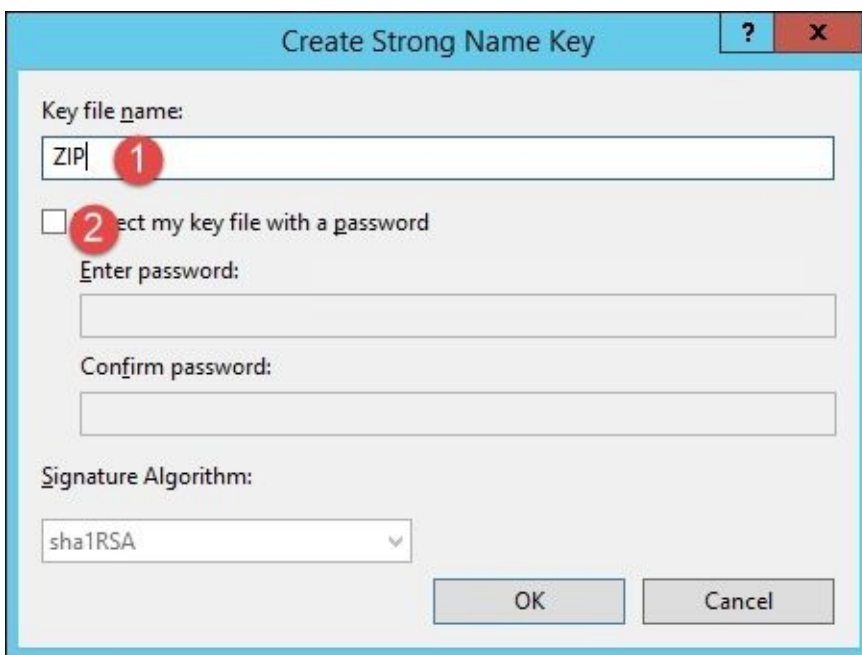 Create Strong Name Key
? x
Key file name:
ZIP 1
2 ect my key file with a password
Enter password:
Confirm password:
Signature Algorithm:
sha1RSA
OK Cancel